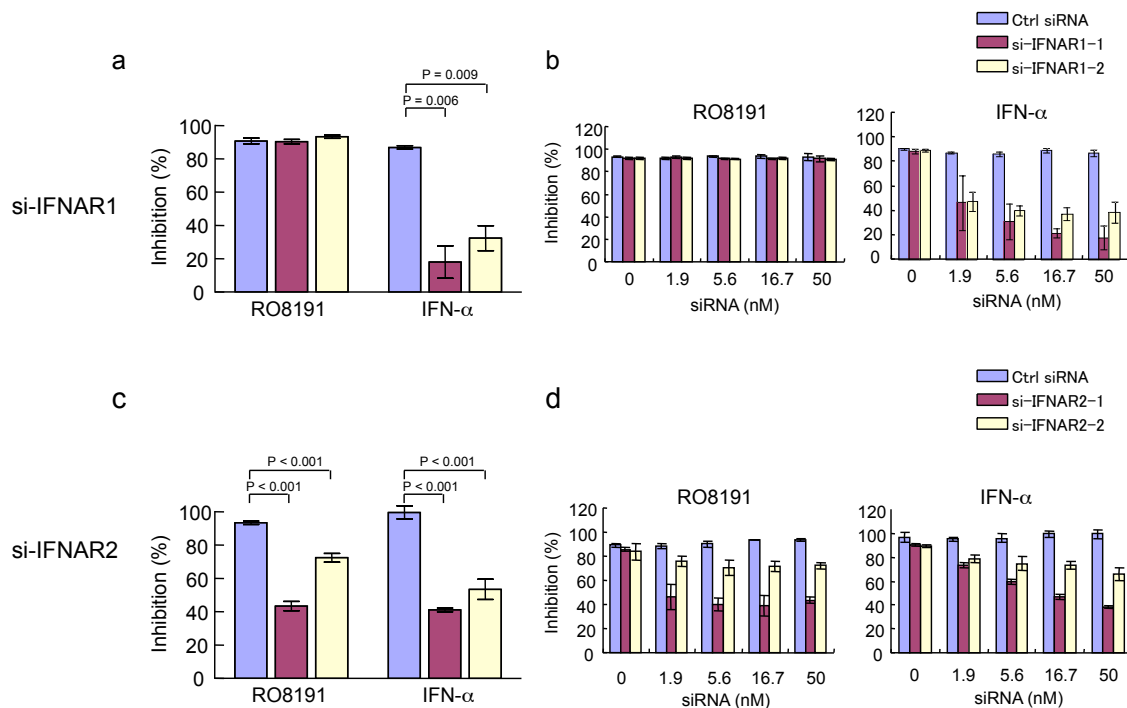 Ctrl siRNA
si-IFNAR1-1
si-IFNAR1-2
a
b
P = 0.009
P = 0.006
RO8191
IFN-α
si-IFNAR1
Inhibition (%)
100
80
60
40
20
0
RO8191
IFN-α
Inhibition (%)
120
100
80
60
40
20
0
0 1.9 5.6 16.7 50
siRNA (nM)
120
100
80
60
40
20
0
0 1.9 5.6 16.7 50
siRNA (nM)
Ctrl siRNA
si-IFNAR2-1
si-IFNAR2-2
c
d
P < 0.001
P < 0.001
P < 0.001
P < 0.001
RO8191
IFN-α
si-IFNAR2
Inhibition (%)
100
80
60
40
20
0
RO8191
IFN-α
Inhibition (%)
120
100
80
60
40
20
0
0 1.9 5.6 16.7 50
siRNA (nM)
120
100
80
60
40
20
0
0 1.9 5.6 16.7 50
siRNA (nM)